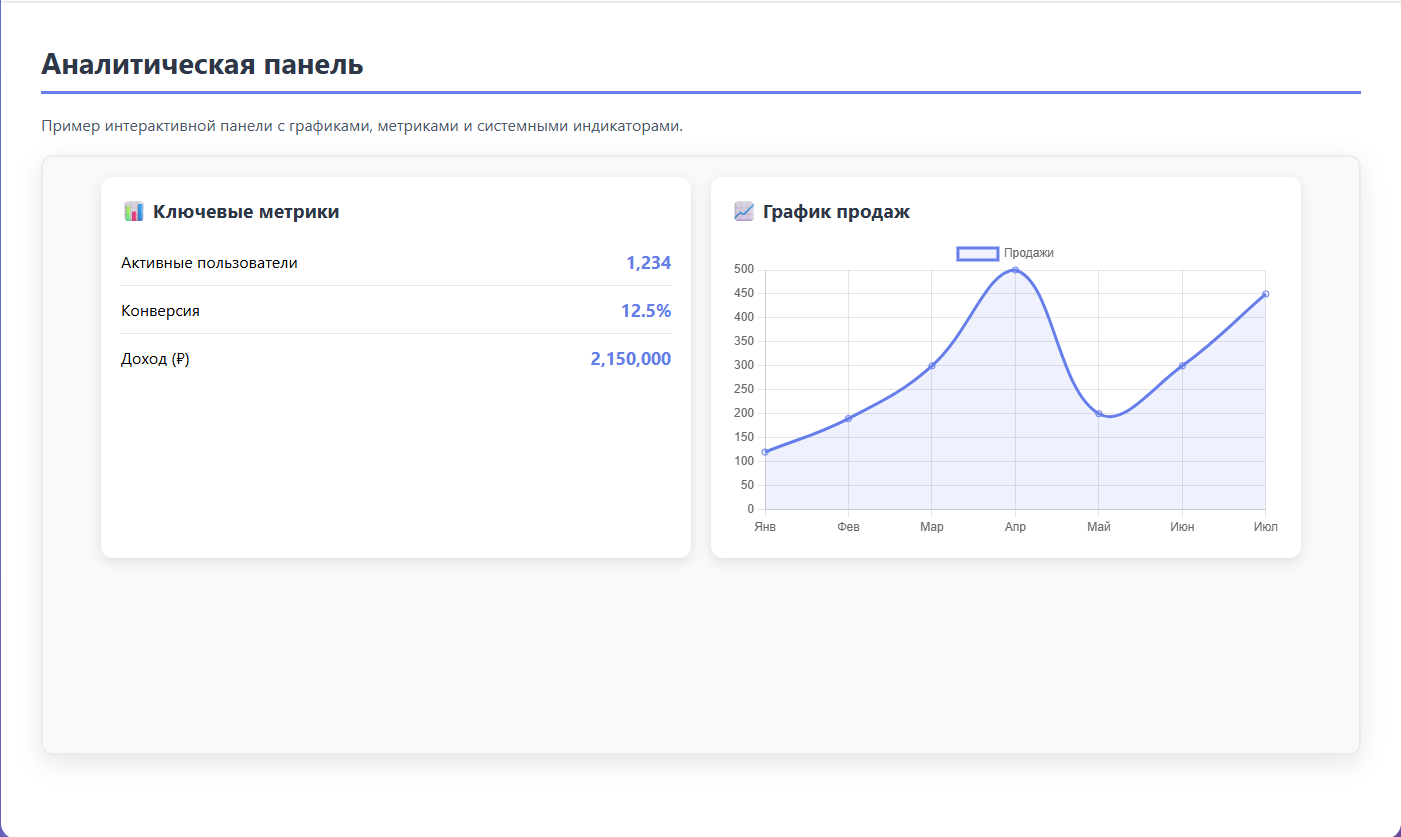 Аналитическая панель
Пример интерактивной панели с графиками, метриками и системными индикаторами.
Ключевые метрики
Активные пользователи 1,234
Конверсия 12.5%
Доход (₽) 2,150,000
График продаж
Продажи
500
450
400
350
300
250
200
150
100
50
0
Янв Фев Мар Апр Май Июн Июл